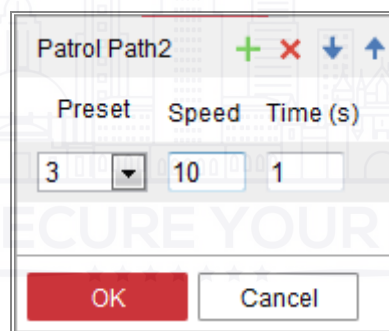 Patrol Path2
Preset Speed Time (s)
3 10 1
ECURE YOUR
OK Cancel